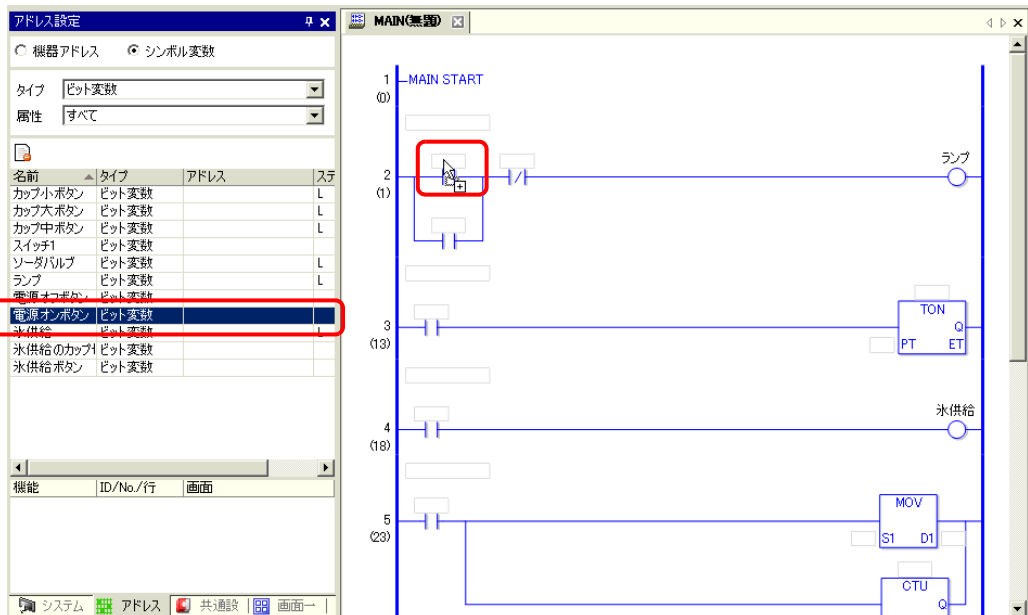 アドレス設定
機器アドレス シンボル変数
タイプ ビット変数
属性 すべて
名前 タイプ アドレス ステ
カップ小ボタン ビット変数 L
カップ大ボタン ビット変数 L
カップ中ボタン ビット変数 L
スイッチ1 ビット変数
ソーダバルブ ビット変数 L
ランプ ビット変数 L
電源オフボタン ビット変数
電源オンボタン ビット変数
氷供給 ビット変数 L
氷供給のカップ ビット変数
氷供給ボタン ビット変数
機能 ID/No./行 画面
システム アドレス 共通設 画面一
MAIN(無題)
1 MAIN START
(0)
ランプ
2
(1)
TON
3 Q
(13) PT ET
氷供給
4
(18)
MOV
5
(23) S1 D1
CTU
Q